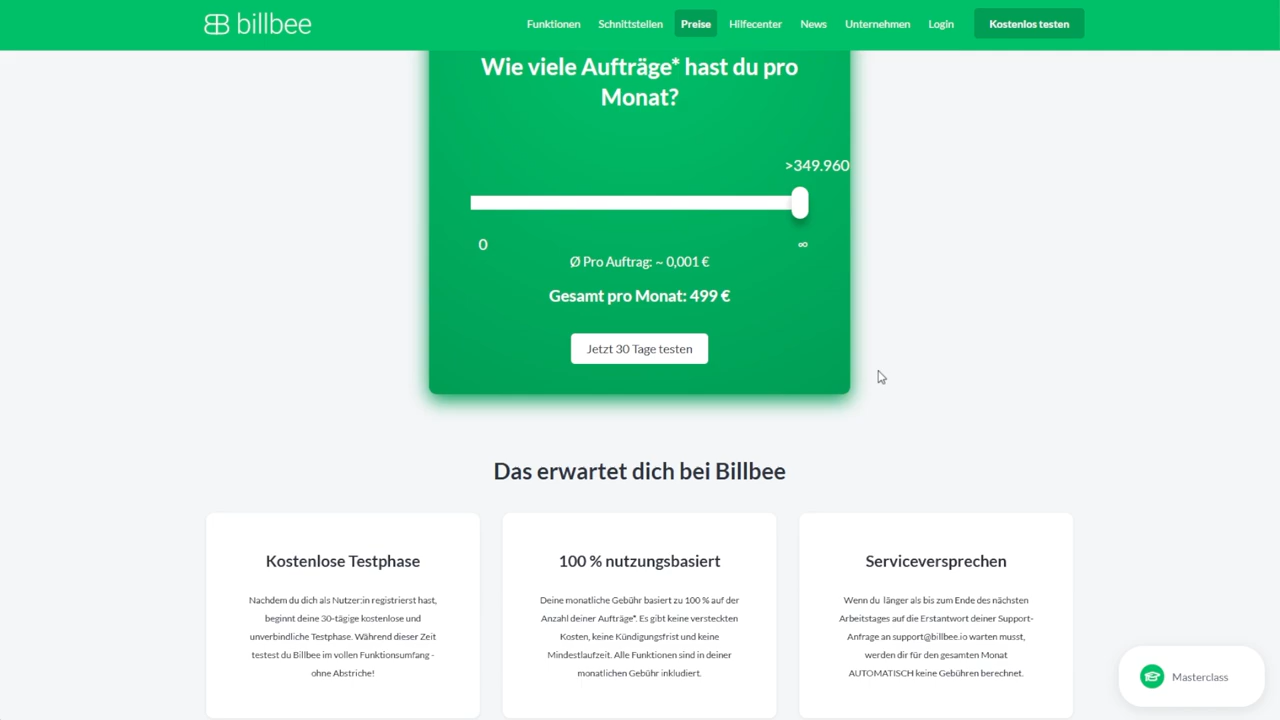 billbee
Funktionen Schnittstellen Preise Hilfecenter News Unternehmen Login Kostenlos testen
Wie viele Aufträge* hast du pro
Monat?
>349.960
0 ∞
Ø Pro Auftrag: ~ 0,001 €
Gesamt pro Monat: 499 €
Jetzt 30 Tage testen
Das erwartet dich bei Billbee
Kostenlose Testphase
Nachdem du dich als Nutzer:in registrierst hast,
beginnt deine 30-tägige kostenlose und
unverbindliche Testphase. Während dieser Zeit
testest du Billbee im vollen Funktionsumfang -
ohne Abstriche!
100 % nutzungsbasiert
Deine monatliche Gebühr basiert zu 100 % auf der
Anzahl deiner Aufträge*. Es gibt keine versteckten
Kosten, keine Kündigungsfrist und keine
Mindestlaufzeit. Alle Funktionen sind in deiner
monatlichen Gebühr inkludiert.
Serviceversprechen
Wenn du länger als bis zum Ende des nächsten
Arbeitstages auf die Erstantwort deiner Support-
Anfrage an support@billbee.io warten musst,
werden dir für den gesamten Monat
AUTOMATISCH keine Gebühren berechnet.
Masterclass